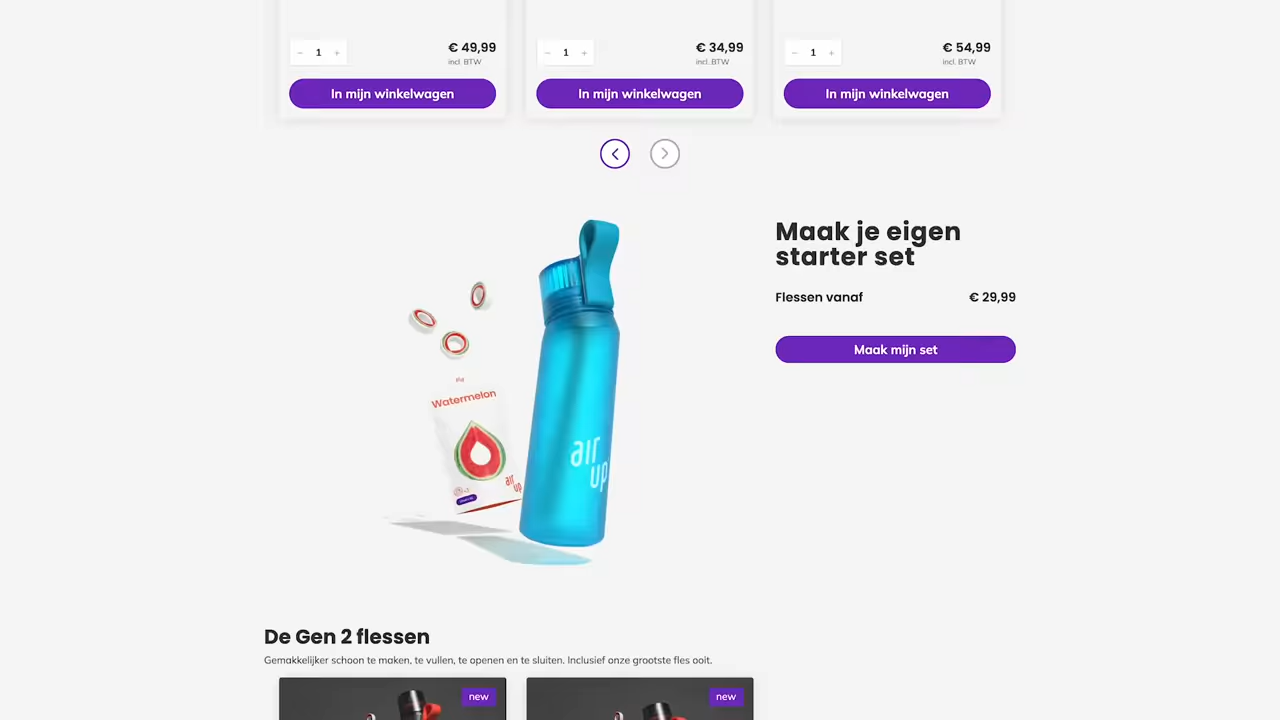 − 1 +
€ 49,99
incl. BTW
In mijn winkelwagen
− 1 +
€ 34,99
incl. BTW
In mijn winkelwagen
− 1 +
€ 54,99
incl. BTW
In mijn winkelwagen
Maak je eigen
starter set
Flessen vanaf
€ 29,99
Maak mijn set
Watermelon
air
up
air
up
De Gen 2 flessen
Gemakkelijker schoon te maken, te vullen, te openen en te sluiten. Inclusief onze grootste fles ooit.
new
new